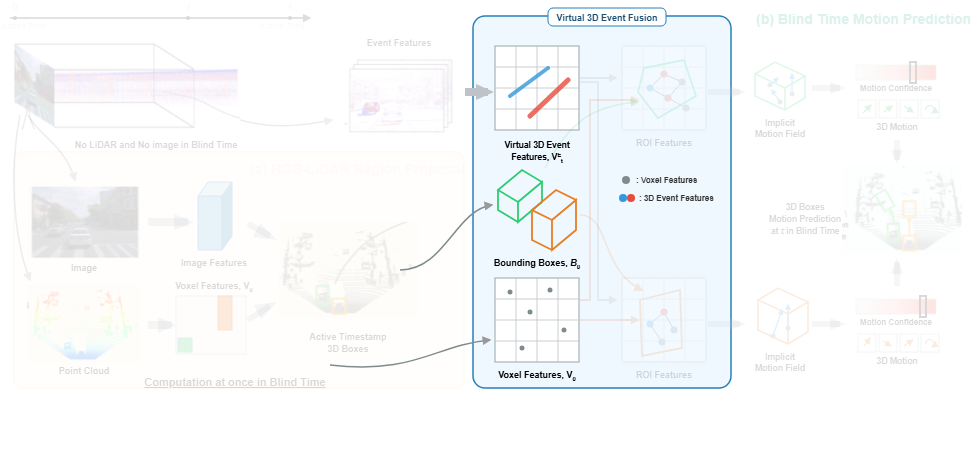 Virtual 3D Event Fusion
(b) Blind Time Motion Prediction
Event Features
No LiDAR and No image in Blind Time
Virtual 3D Event
Features, Vᴱₜ
ROI Features
Implicit
Motion Field
Motion Confidence
3D Motion
: Voxel Features
: 3D Event Features
3D Boxes
Motion Prediction
at t in Blind Time
Image
Image Features
Voxel Features, V₀
Bounding Boxes, B₀
Point Cloud
Active Timestamp
3D Boxes
Computation at once in Blind Time
Voxel Features, V₀
ROI Features
Implicit
Motion Field
Motion Confidence
3D Motion